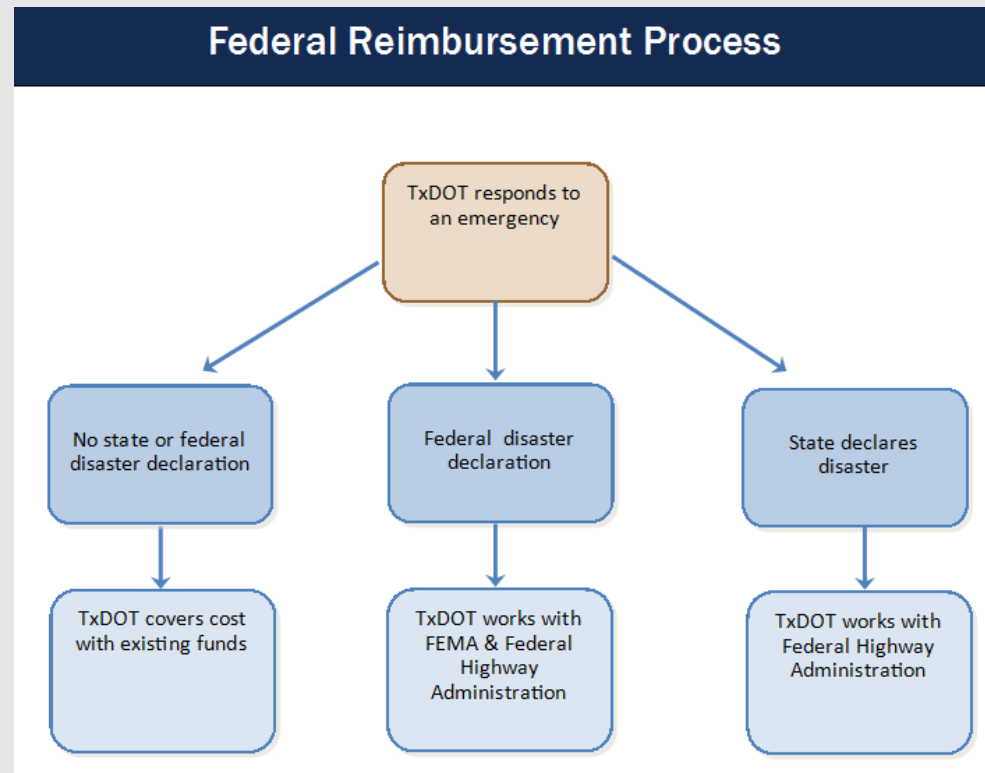 Federal Reimbursement Process
TxDOT responds to
an emergency
No state or federal
disaster declaration
Federal disaster
declaration
State declares
disaster
TxDOT covers cost
with existing funds
TxDOT works with
FEMA & Federal
Highway
Administration
TxDOT works with
Federal Highway
Administration